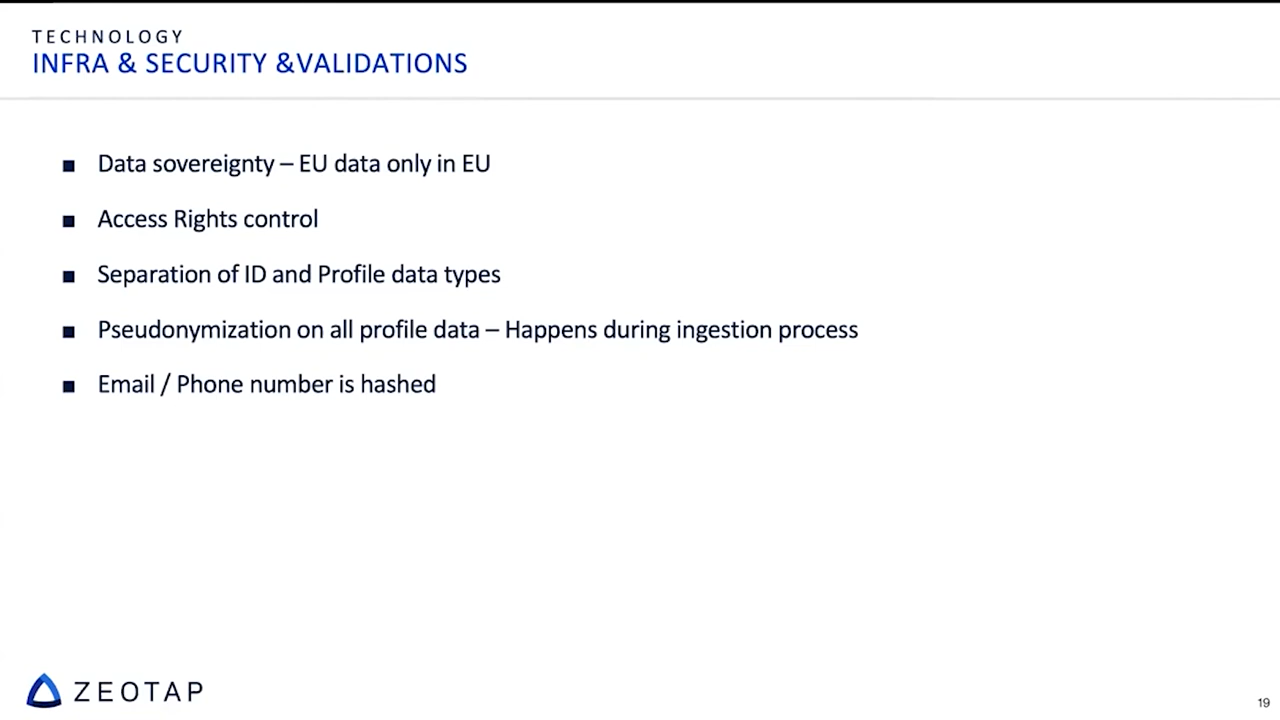 TECHNOLOGY
INFRA & SECURITY &VALIDATIONS
■ Data sovereignty – EU data only in EU
■ Access Rights control
■ Separation of ID and Profile data types
■ Pseudonymization on all profile data – Happens during ingestion process
■ Email / Phone number is hashed
ZEOTAP
19